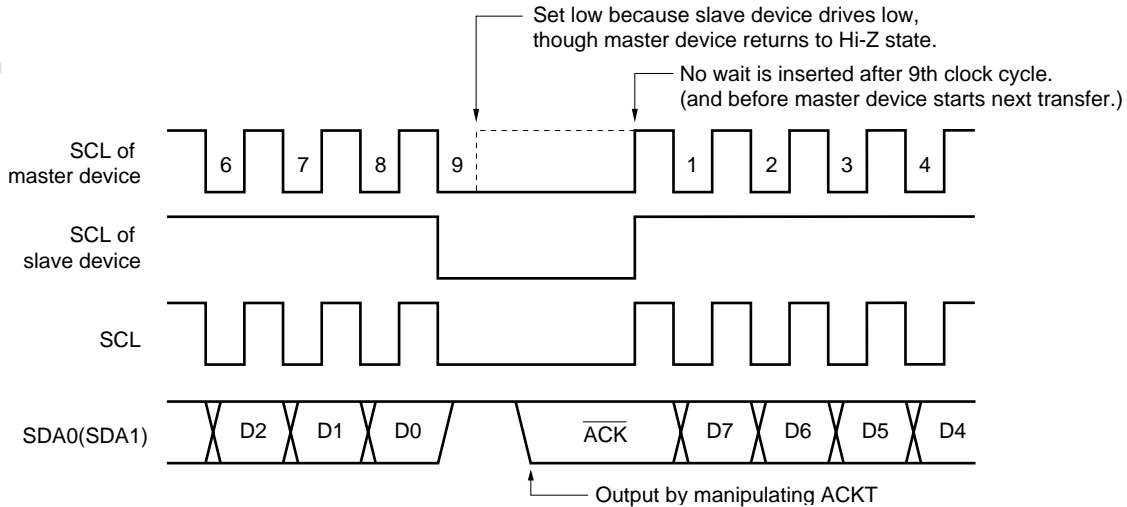 Set low because slave device drives low,
though master device returns to Hi-Z state.
No wait is inserted after 9th clock cycle.
(and before master device starts next transfer.)
SCL of
master device
6 7 8 9 1 2 3 4
SCL of
slave device
SCL
SDA0(SDA1)
D2 D1 D0 ACK D7 D6 D5 D4
Output by manipulating ACKT